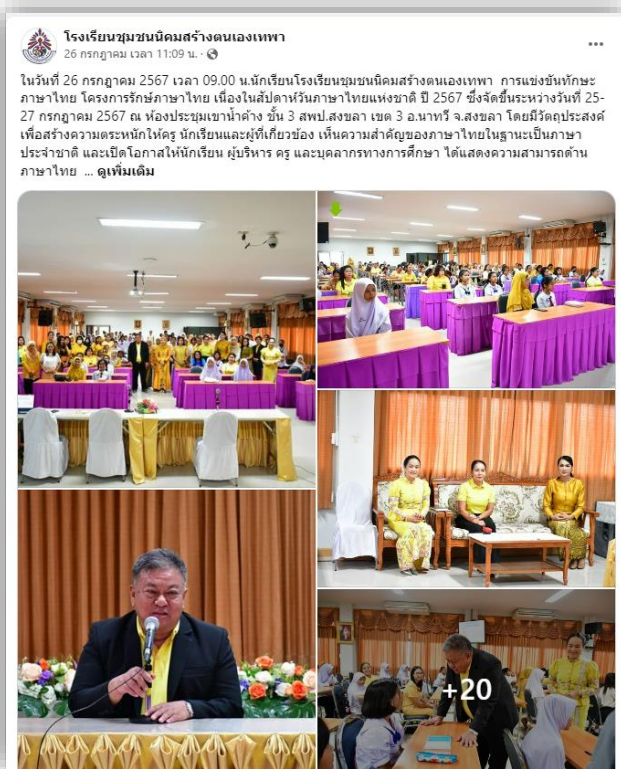 โรงเรียนชุมชนนิคมสร้างตนเองเทพา
26 กรกฎาคม เวลา 11:09 น. ·
ในวันที่ 26 กรกฎาคม 2567 เวลา 09.00 น.นักเรียนโรงเรียนชุมชนนิคมสร้างตนเองเทพา การแข่งขันทักษะ
ภาษาไทย โครงการรักษ์ภาษาไทย เนื่องในสัปดาห์วันภาษาไทยแห่งชาติ ปี 2567 ซึ่งจัดขึ้นระหว่างวันที่ 25-
27 กรกฎาคม 2567 ณ ห้องประชุมเขาน้ำค้าง ชั้น 3 สพป.สงขลา เขต 3 อ.นาทวี จ.สงขลา โดยมีวัตถุประสงค์
เพื่อสร้างความตระหนักให้ครู นักเรียนและผู้ที่เกี่ยวข้อง เห็นความสำคัญของภาษาไทยในฐานะเป็นภาษา
ประจำชาติ และเปิดโอกาสให้นักเรียน ผู้บริหาร ครู และบุคลากรทางการศึกษา ได้แสดงความสามารถด้าน
ภาษาไทย ... ดูเพิ่มเติม
+20